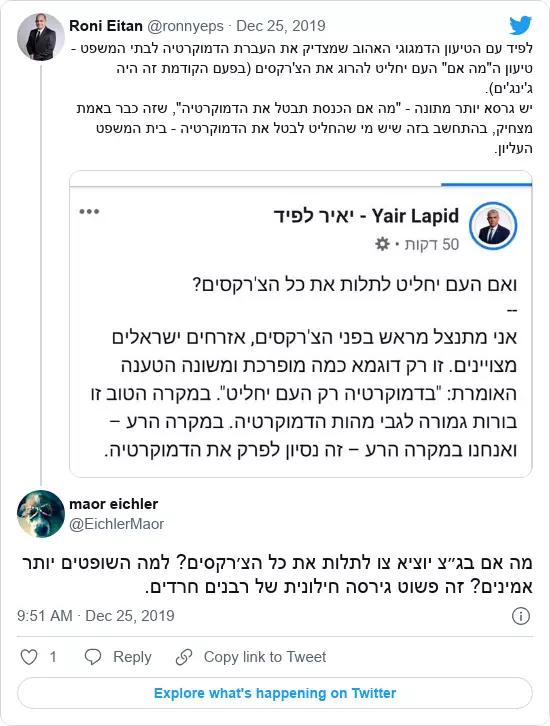 Roni Eitan @ronnyeps · Dec 25, 2019
לפיד עם הטיעון הדמגוגי האהוב שמצדיק את העברת הדמוקרטיה לבתי המשפט -
טיעון ה"מה אם" העם יחליט להרוג את הצ'רקסים (בפעם הקודמת זה היה
ג'ינג'ים).
יש גרסא יותר מתונה - "מה אם הכנסת תבטל את הדמוקרטיה", שזה כבר באמת
מצחיק, בהתחשב בזה שיש מי שהחליט לבטל את הדמוקרטיה - בית המשפט
העליון.
Yair Lapid - יאיר לפיד
50 דקות ·
ואם העם יחליט לתלות את כל הצ'רקסים?
--
אני מתנצל מראש בפני הצ'רקסים, אזרחים ישראלים
מצויינים. זו רק דוגמא כמה מופרכת ומשונה הטענה
האומרת: "בדמוקרטיה רק העם יחליט". במקרה הטוב זו
בורות גמורה לגבי מהות הדמוקרטיה. במקרה הרע –
ואנחנו במקרה הרע – זה נסיון לפרק את הדמוקרטיה.
maor eichler
@EichlerMaor
מה אם בג״צ יוציא צו לתלות את כל הצ׳רקסים? למה השופטים יותר
אמינים? זה פשוט גירסה חילונית של רבנים חרדים.
9:51 AM · Dec 25, 2019
1 Reply Copy link to Tweet
Explore what's happening on Twitter